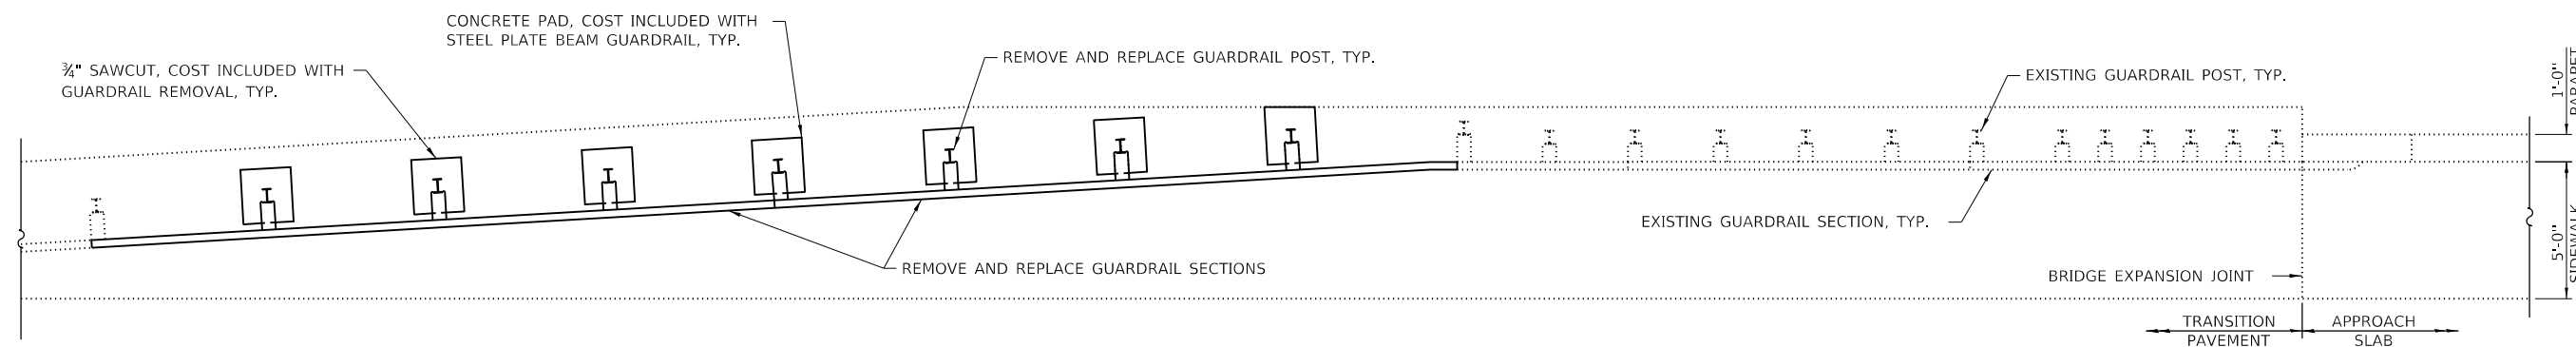 CONCRETE PAD, COST INCLUDED WITH
STEEL PLATE BEAM GUARDRAIL, TYP.
¾" SAWCUT, COST INCLUDED WITH
GUARDRAIL REMOVAL, TYP.
REMOVE AND REPLACE GUARDRAIL POST, TYP.
EXISTING GUARDRAIL POST, TYP.
1'-0"
PARAPET
EXISTING GUARDRAIL SECTION, TYP.
5'-0"
SIDEWALK
REMOVE AND REPLACE GUARDRAIL SECTIONS
BRIDGE EXPANSION JOINT
TRANSITION
PAVEMENT
APPROACH
SLAB